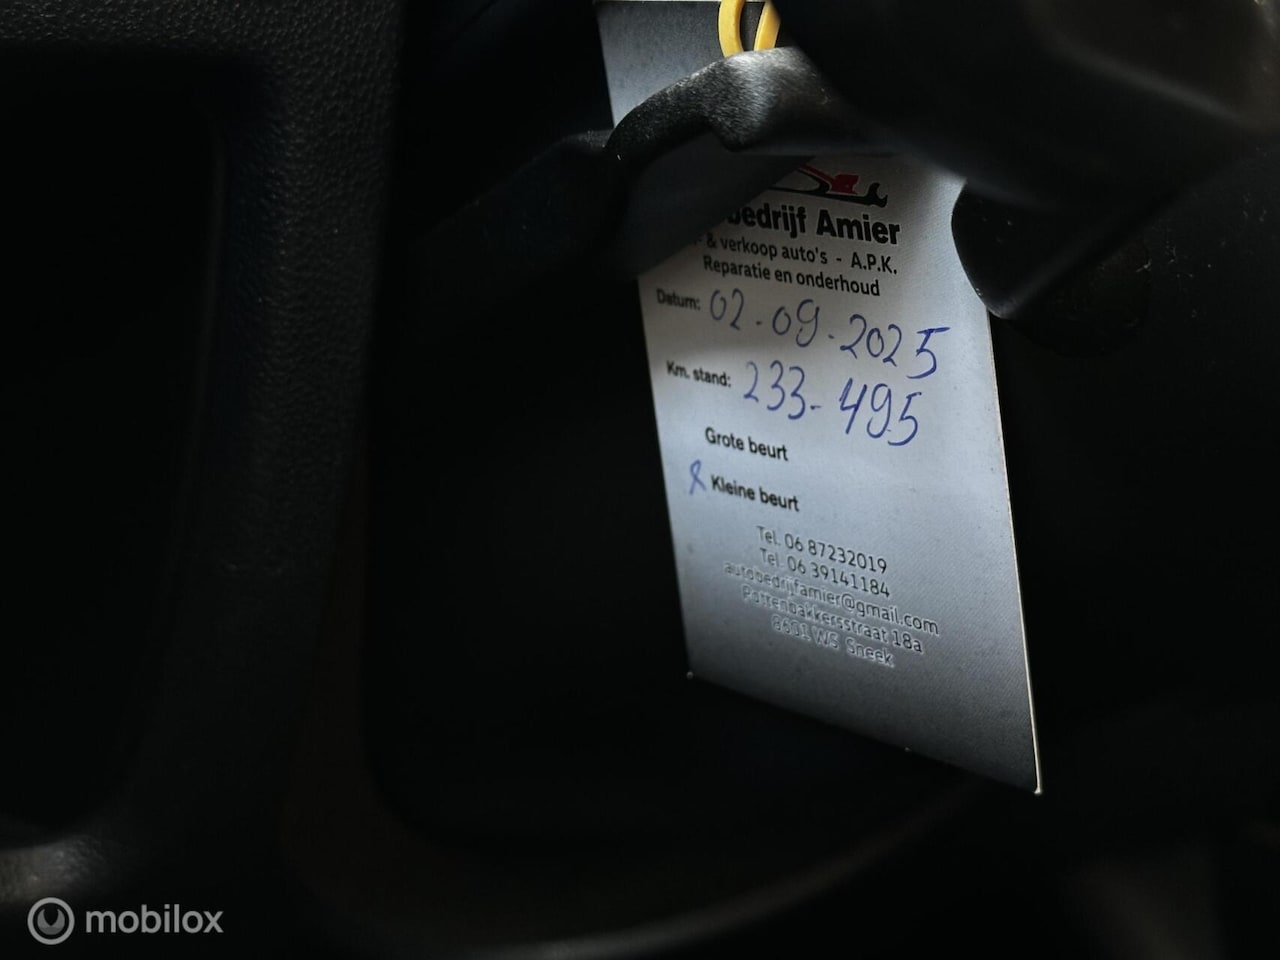 bedrijf Amier
& verkoop auto's - A.P.K.
Reparatie en onderhoud
Datum: 02-09-2025
Km. stand: 233-495
Grote beurt
X Kleine beurt
Tel. 06 87232019
Tel. 06 39141184
autobedrijfamier@gmail.com
Pottenbakkersstraat 18a
8601 WS Sneek
mobilox